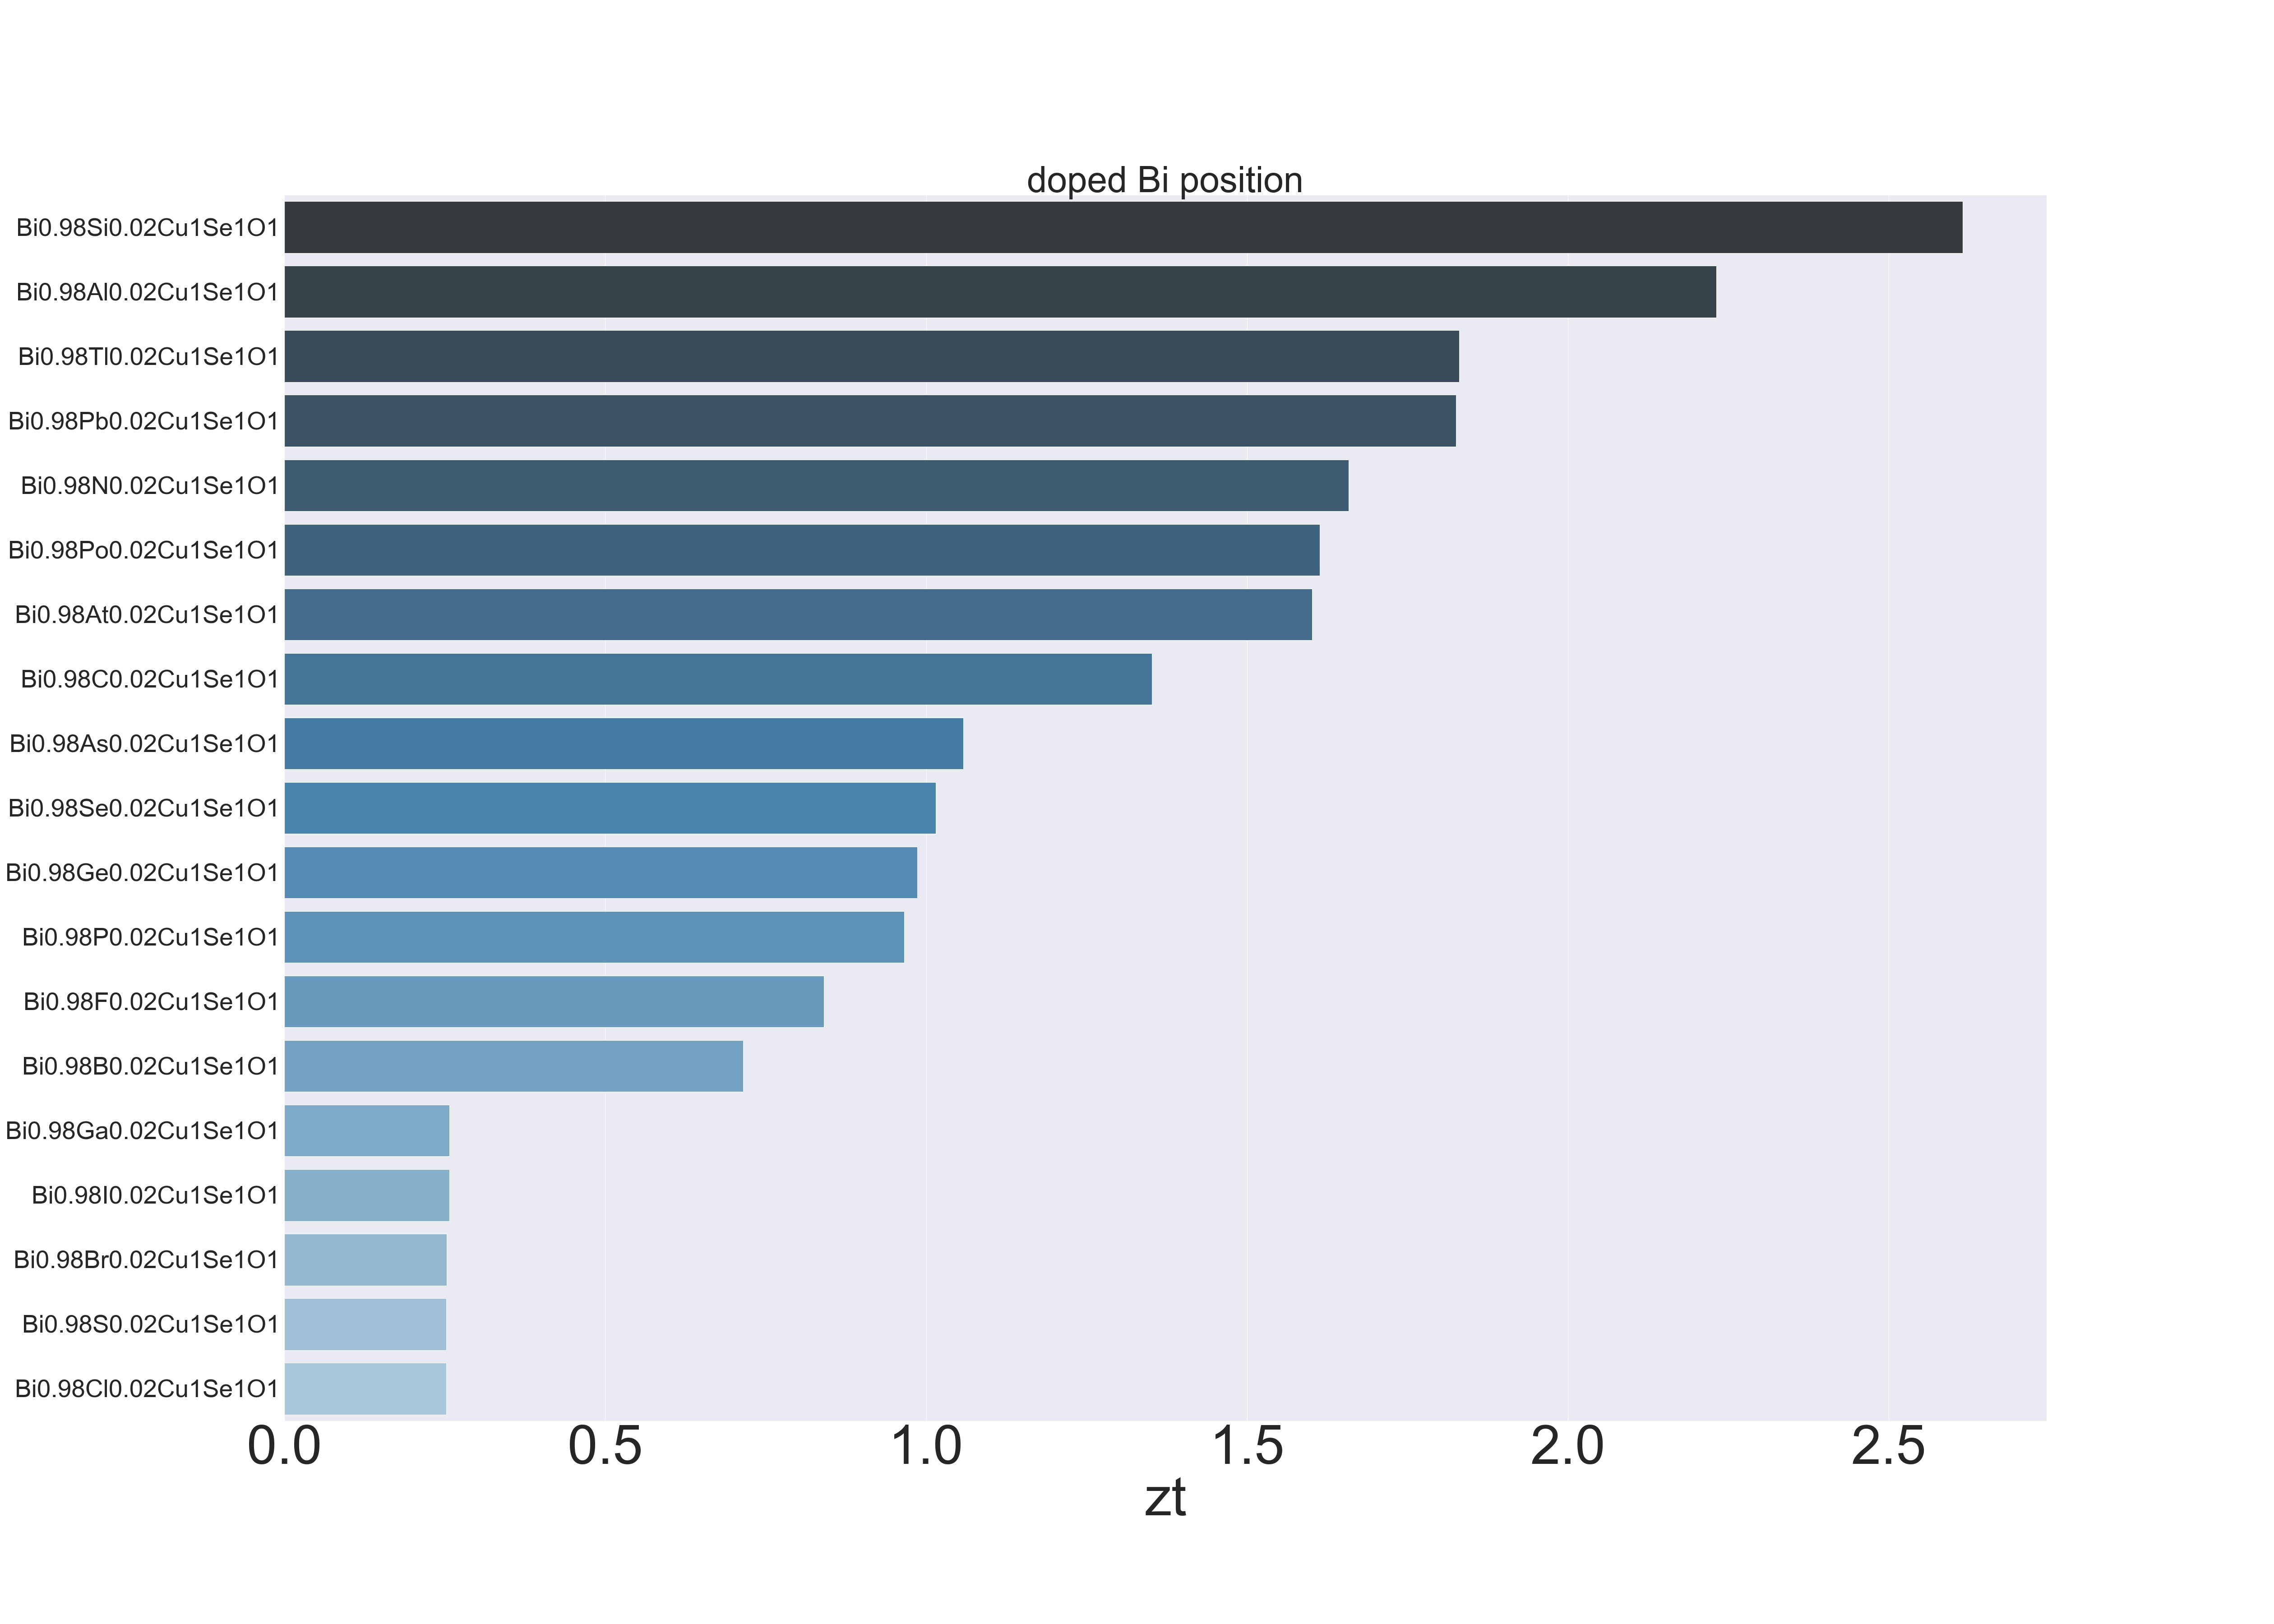 doped Bi position
Bi0.98Si0.02Cu1Se1O1
Bi0.98Al0.02Cu1Se1O1
Bi0.98Tl0.02Cu1Se1O1
Bi0.98Pb0.02Cu1Se1O1
Bi0.98N0.02Cu1Se1O1
Bi0.98Po0.02Cu1Se1O1
Bi0.98At0.02Cu1Se1O1
Bi0.98C0.02Cu1Se1O1
Bi0.98As0.02Cu1Se1O1
Bi0.98Se0.02Cu1Se1O1
Bi0.98Ge0.02Cu1Se1O1
Bi0.98P0.02Cu1Se1O1
Bi0.98F0.02Cu1Se1O1
Bi0.98B0.02Cu1Se1O1
Bi0.98Ga0.02Cu1Se1O1
Bi0.98I0.02Cu1Se1O1
Bi0.98Br0.02Cu1Se1O1
Bi0.98S0.02Cu1Se1O1
Bi0.98Cl0.02Cu1Se1O1
0.0 0.5 1.0 1.5 2.0 2.5
zt